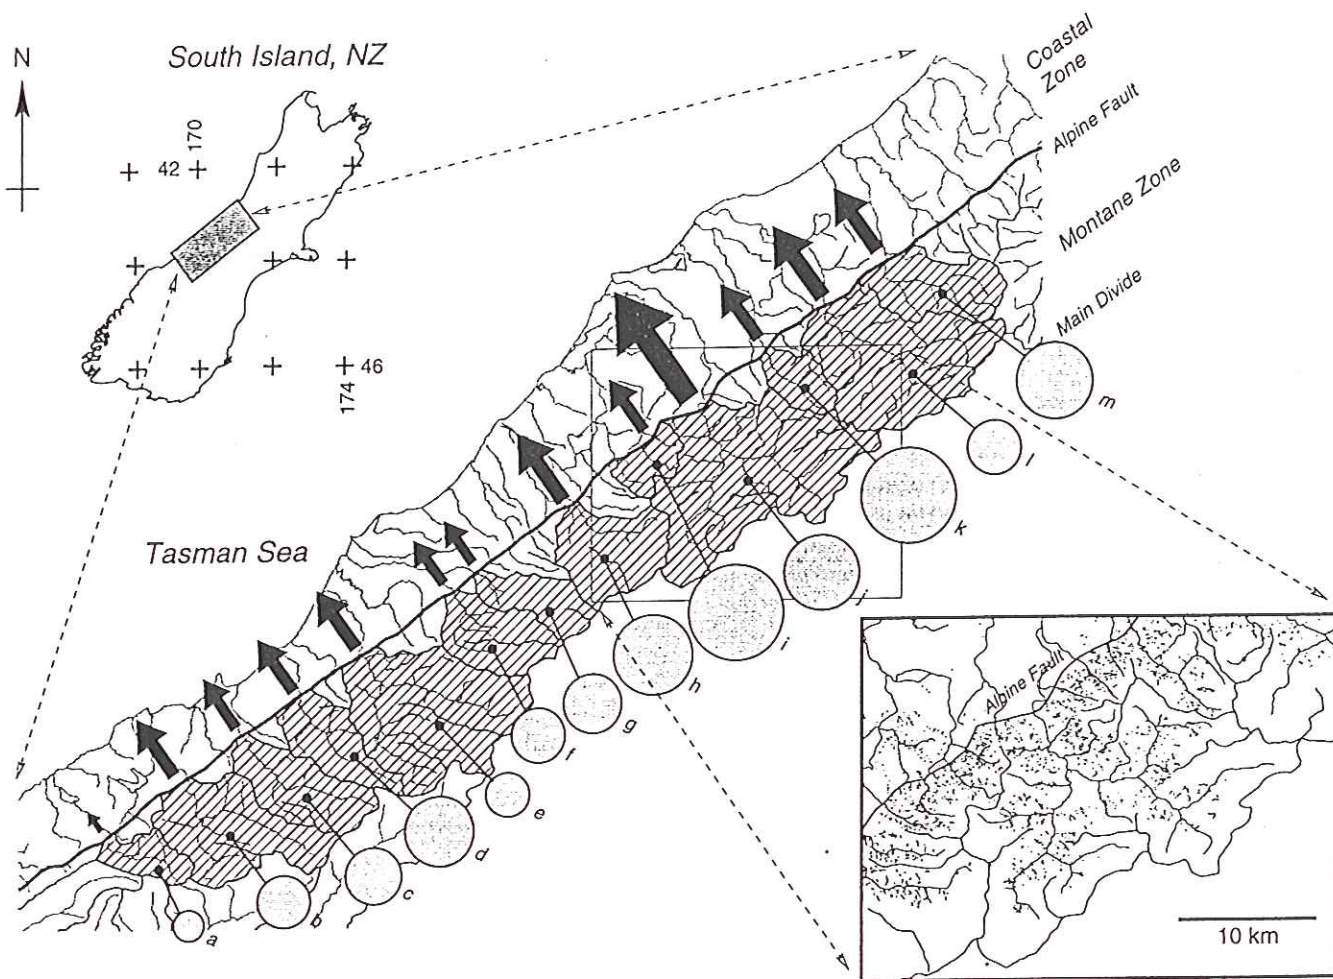 N
South Island, NZ
170
42
46
174
Coastal
Zone
Alpine Fault
Montane Zone
Main Divide
Tasman Sea
m
l
k
j
i
h
g
f
e
d
c
b
a
Alpine Fault
10 km